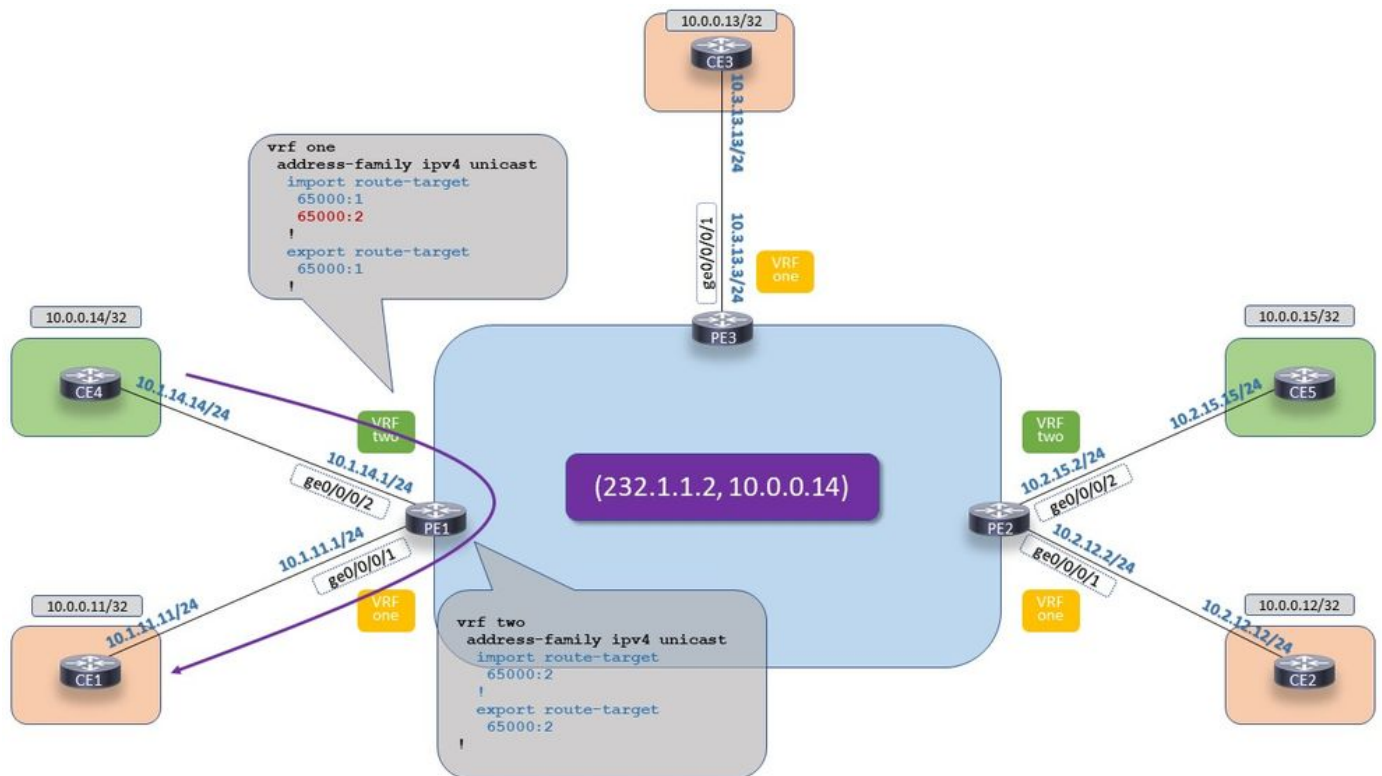 10.0.0.13/32
CE3
10.3.13.13/24
vrf one
address-family ipv4 unicast
import route-target
65000:1
65000:2
!
export route-target
65000:1
!
ge0/0/0/1
10.3.13.3/24
VRF
one
PE3
10.0.0.14/32
CE4
10.1.14.14/24
VRF
two
10.1.14.1/24
ge0/0/0/2
PE1
(232.1.1.2, 10.0.0.14)
10.0.0.15/32
CE5
10.2.15.15/24
VRF
two
10.2.15.2/24
ge0/0/0/2
PE2
10.1.11.1/24
ge0/0/0/1
VRF
one
10.0.0.11/32
10.1.11.11/24
CE1
vrf two
address-family ipv4 unicast
import route-target
65000:2
!
export route-target
65000:2
!
10.2.12.2/24
ge0/0/0/1
VRF
one
10.0.0.12/32
10.2.12.12/24
CE2